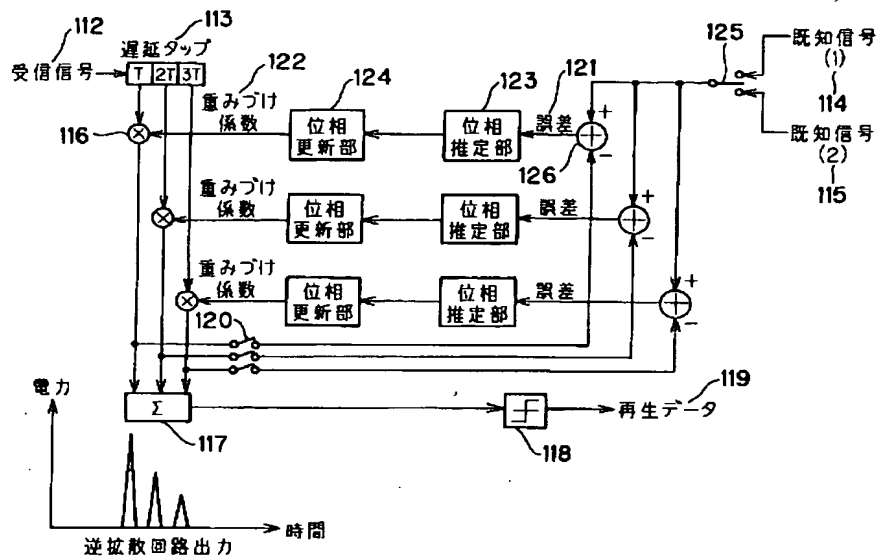 112
113
遅延タップ
受信信号
T 2T 3T
122
重みづけ
係数
124
位相
更新部
123
位相
推定部
121
誤差
+
−
126
125
既知信号
(1)
114
既知信号
(2)
115
116
重みづけ
係数
位相
更新部
位相
推定部
誤差
+
−
重みづけ
係数
位相
更新部
位相
推定部
誤差
+
−
120
電力
Σ
117
118
119
再生データ
時間
逆拡散回路出力